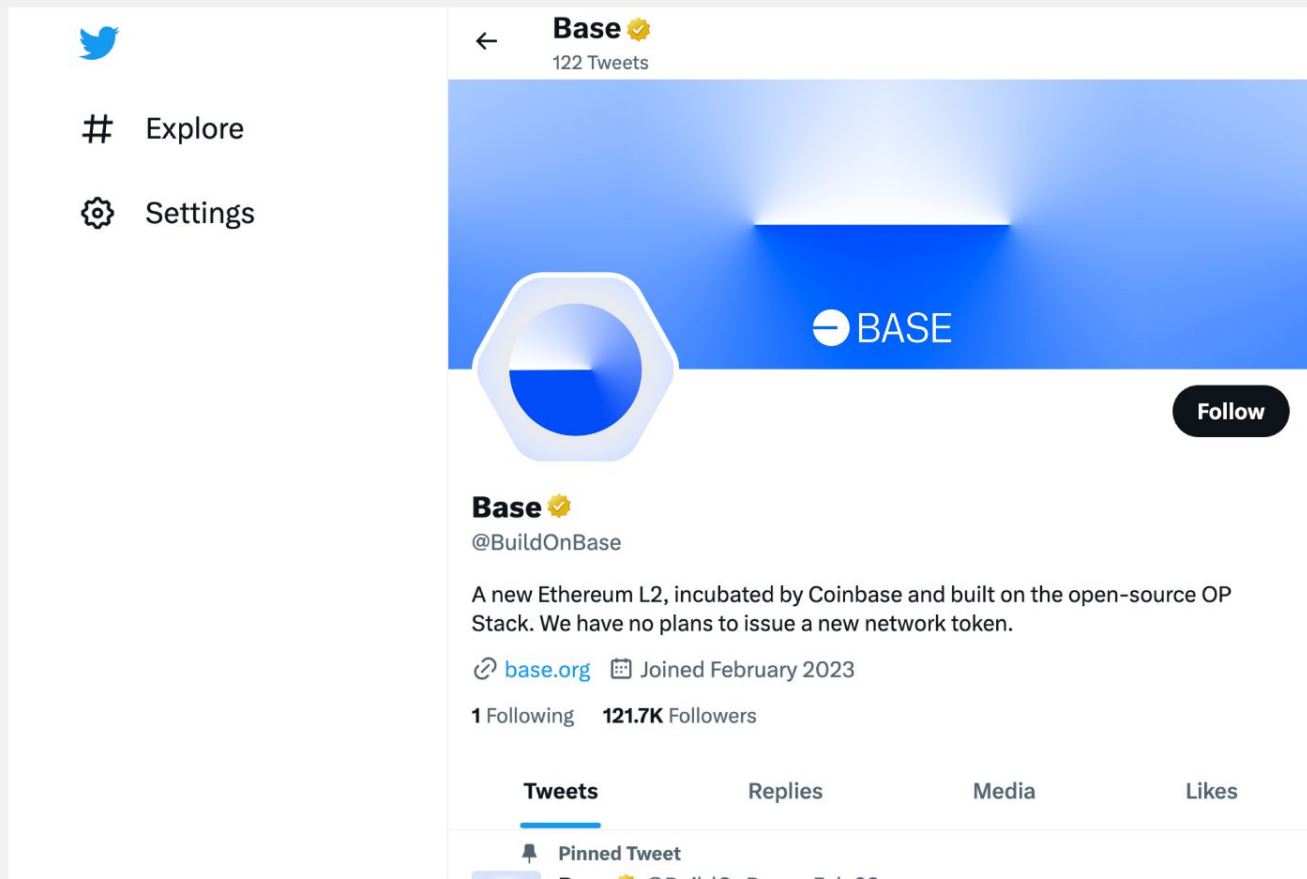 Base
122 Tweets
Explore
Settings
BASE
Follow
Base
@BuildOnBase
A new Ethereum L2, incubated by Coinbase and built on the open-source OP
Stack. We have no plans to issue a new network token.
base.org Joined February 2023
1 Following 121.7K Followers
Tweets Replies Media Likes
Pinned Tweet